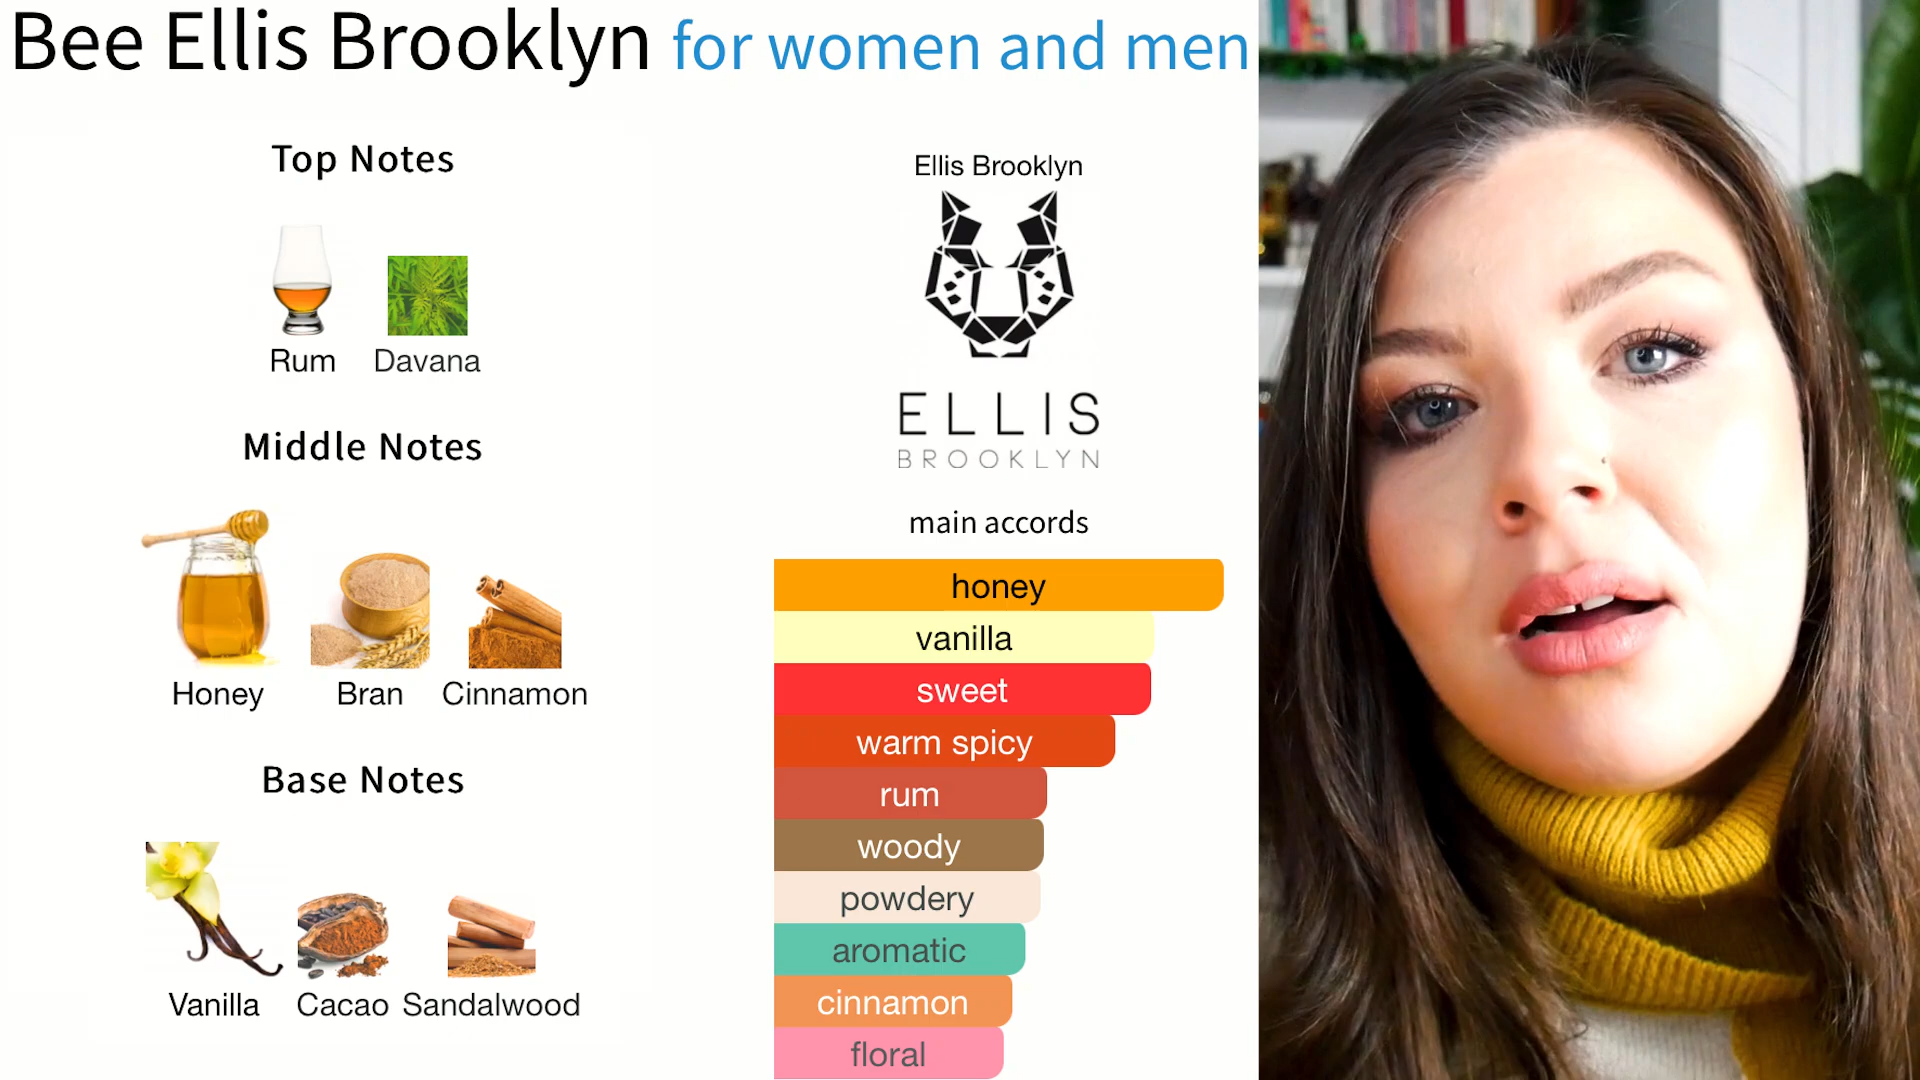 Bee Ellis Brooklyn for women and men
Top Notes
Rum Davana
Middle Notes
Honey Bran Cinnamon
Base Notes
Vanilla Cacao Sandalwood
Ellis Brooklyn
ELLIS
BROOKLYN
main accords
honey
vanilla
sweet
warm spicy
rum
woody
powdery
aromatic
cinnamon
floral